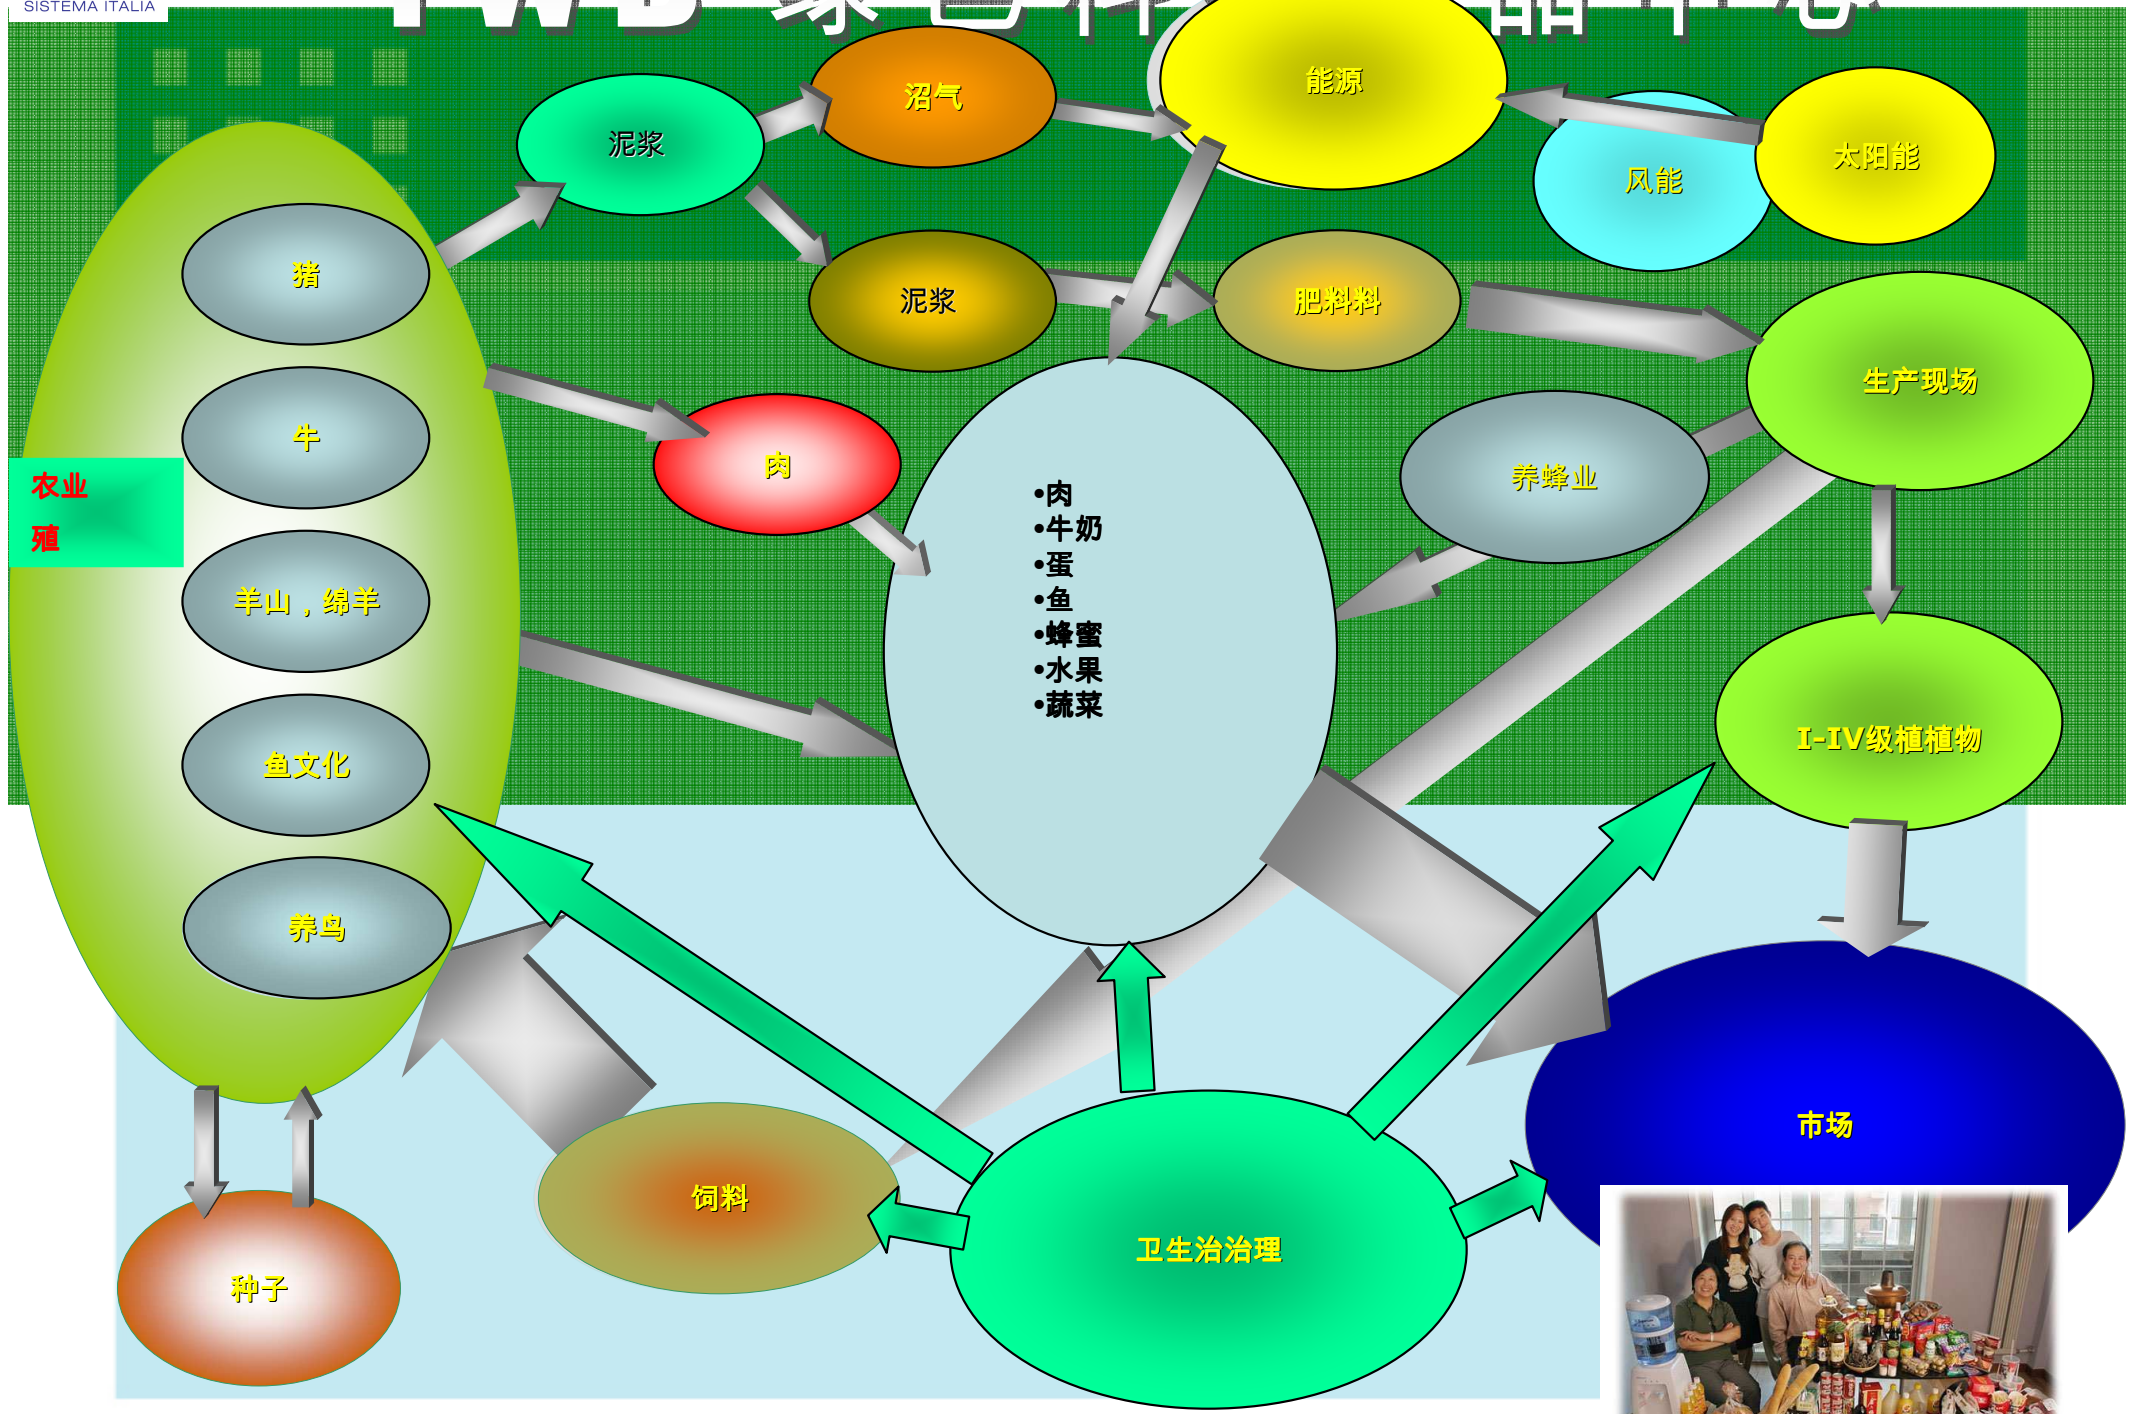 SISTEMA ITALIA
沼气
能源
泥浆
太阳能
风能
猪
泥浆
肥料料
生产现场
牛
肉
养蜂业
农业
殖
•肉
•牛奶
•蛋
•鱼
•蜂蜜
•水果
•蔬菜
羊山，绵羊
I-IV级植植物
鱼文化
养鸟
市场
饲料
卫生治治理
种子